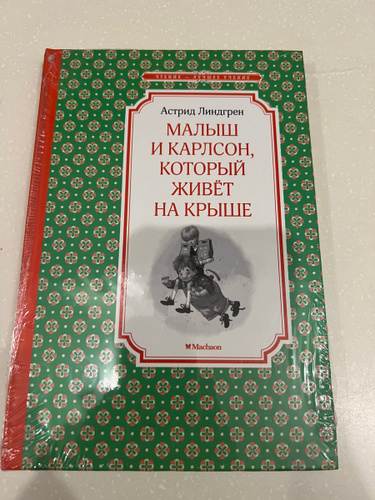 ЧТЕНИЕ — ЛУЧШЕЕ УЧЕНИЕ
Астрид Линдгрен
МАЛЫШ
И КАРЛСОН,
КОТОРЫЙ
ЖИВЁТ
НА КРЫШЕ
Machaon